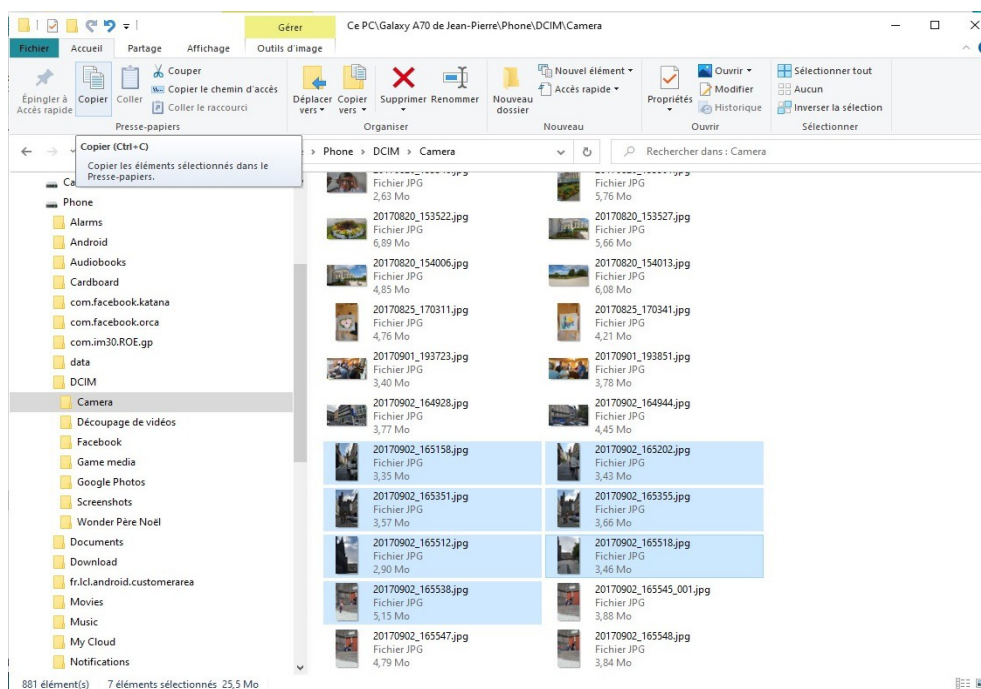 Gérer
Ce PC\Galaxy A70 de Jean-Pierre\Phone\DCIM\Camera
Fichier
Accueil
Partage
Affichage
Outils d'image
Épingler à
Accès rapide
Copier
Coller
Couper
Copier le chemin d'accès
Coller le raccourci
Déplacer
vers
Copier
vers
Supprimer
Renommer
Nouveau
dossier
Nouvel élément
Accès rapide
Propriétés
Ouvrir
Modifier
Historique
Sélectionner tout
Aucun
Inverser la sélection
Presse-papiers
Organiser
Nouveau
Ouvrir
Sélectionner
Copier (Ctrl+C)
Copier les éléments sélectionnés dans le
Presse-papiers.
› Phone › DCIM › Camera
Rechercher dans : Camera
Ca
Phone
Alarms
Android
Audiobooks
Cardboard
com.facebook.katana
com.facebook.orca
com.im30.ROE.gp
data
DCIM
Camera
Découpage de vidéos
Facebook
Game media
Google Photos
Screenshots
Wonder Père Noël
Documents
Download
fr.lcl.android.customerarea
Movies
Music
My Cloud
Notifications
Fichier JPG
2,63 Mo
Fichier JPG
5,76 Mo
20170820_153522.jpg
Fichier JPG
6,89 Mo
20170820_153527.jpg
Fichier JPG
5,66 Mo
20170820_154006.jpg
Fichier JPG
4,85 Mo
20170820_154013.jpg
Fichier JPG
6,08 Mo
20170825_170311.jpg
Fichier JPG
4,76 Mo
20170825_170341.jpg
Fichier JPG
4,21 Mo
20170901_193723.jpg
Fichier JPG
3,40 Mo
20170901_193851.jpg
Fichier JPG
3,78 Mo
20170902_164928.jpg
Fichier JPG
3,77 Mo
20170902_164944.jpg
Fichier JPG
4,45 Mo
20170902_165158.jpg
Fichier JPG
3,35 Mo
20170902_165202.jpg
Fichier JPG
3,43 Mo
20170902_165351.jpg
Fichier JPG
3,57 Mo
20170902_165355.jpg
Fichier JPG
3,66 Mo
20170902_165512.jpg
Fichier JPG
2,90 Mo
20170902_165518.jpg
Fichier JPG
3,46 Mo
20170902_165538.jpg
Fichier JPG
5,15 Mo
20170902_165545_001.jpg
Fichier JPG
3,88 Mo
20170902_165547.jpg
Fichier JPG
4,79 Mo
20170902_165548.jpg
Fichier JPG
3,84 Mo
881 élément(s)
7 éléments sélectionnés 25,5 Mo